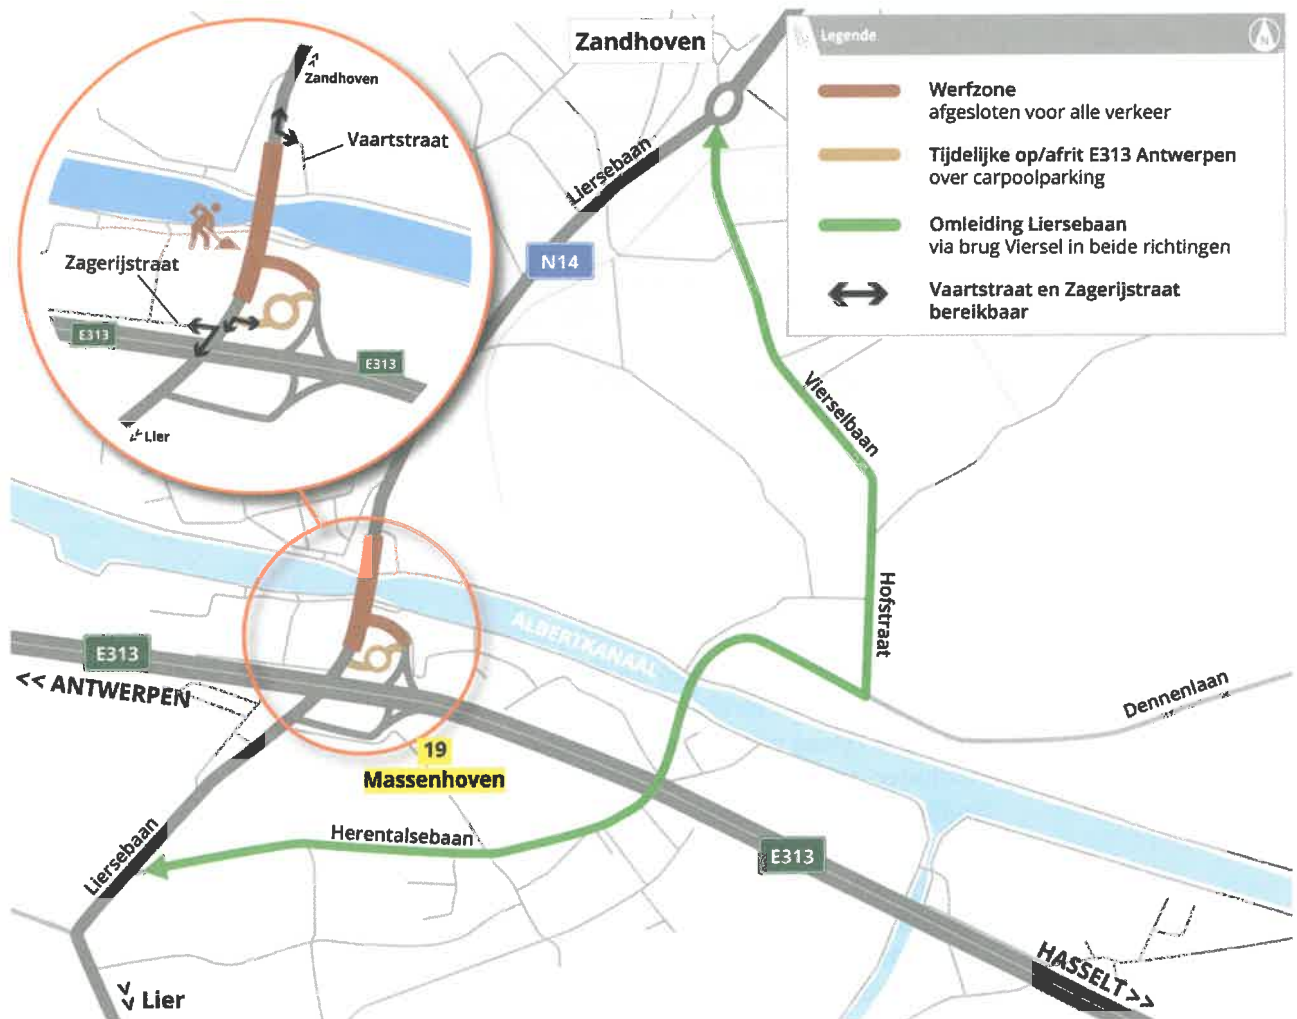 Zandhoven
Legende
N
Werfzone
afgesloten voor alle verkeer
Tijdelijke op/afrit E313 Antwerpen
over carpoolparking
Omleiding Liersebaan
via brug Viersel in beide richtingen
Vaartstraat en Zagerijstraat
bereikbaar
Zandhoven
Vaartstraat
Zagerijstraat
E313
E313
Lier
Liersebaan
N14
Vierselbaan
Hofstraat
ALBERTKANAAL
Dennenlaan
E313
<< ANTWERPEN
19
Massenhoven
Herentalsebaan
Liersebaan
E313
HASSELT >>
>> Lier